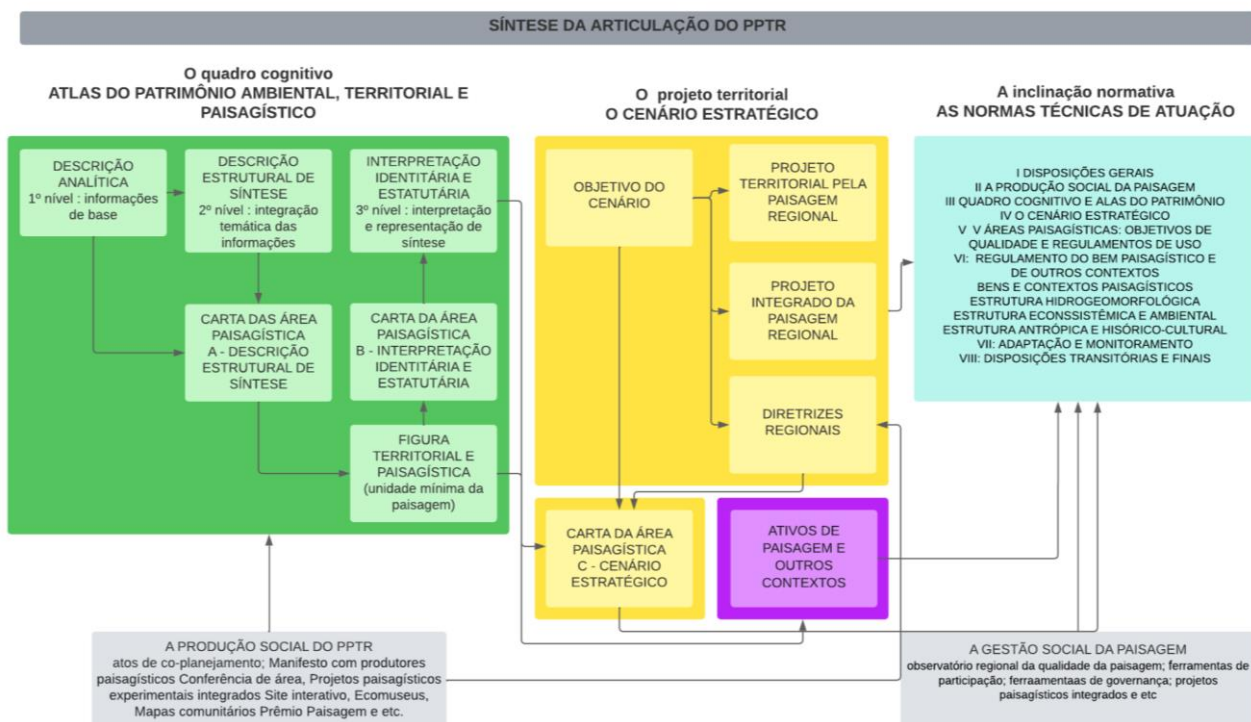 SÍNTESE DA ARTICULAÇÃO DO PPTR
O quadro cognitivo
ATLAS DO PATRIMÔNIO AMBIENTAL, TERRITORIAL E
PAISAGÍSTICO
DESCRIÇÃO
ANALÍTICA
1º nível : informações
de base
DESCRIÇÃO
ESTRUTURAL DE
SÍNTESE
2º nível : integração
temática das
informações
INTERPRETAÇÃO
IDENTITÁRIA E
ESTATUTÁRIA
3º nível : interpretação
e representação de
síntese
CARTA DAS ÁREA
PAISAGÍSTICA
A - DESCRIÇÃO
ESTRUTURAL DE
SÍNTESE
CARTA DA ÁREA
PAISAGÍSTICA
B - INTERPRETAÇÃO
IDENTITÁRIA E
ESTATUTÁRIA
FIGURA
TERRITORIAL E
PAISAGÍSTICA
(unidade mínima da
paisagem)
O projeto territorial
O CENÁRIO ESTRATÉGICO
OBJETIVO DO
CENÁRIO
PROJETO
TERRITORIAL PELA
PAISAGEM
REGIONAL
PROJETO
INTEGRADO DA
PAISAGEM
REGIONAL
DIRETRIZES
REGIONAIS
CARTA DA ÁREA
PAISAGÍSTICA
C - CENÁRIO
ESTRATÉGICO
ATIVOS DE
PAISAGEM E
OUTROS
CONTEXTOS
A inclinação normativa
AS NORMAS TÉCNICAS DE ATUAÇÃO
I DISPOSIÇÕES GERAIS
II A PRODUÇÃO SOCIAL DA PAISAGEM
III QUADRO COGNITIVO E ALAS DO PATRIMÔNIO
IV O CENÁRIO ESTRATÉGICO
V V ÁREAS PAISAGÍSTICAS: OBJETIVOS DE
QUALIDADE E REGULAMENTOS DE USO
VI: REGULAMENTO DO BEM PAISAGÍSTICO E
DE OUTROS CONTEXTOS
BENS E CONTEXTOS PAISAGÍSTICOS
ESTRUTURA HIDROGEOMORFOLÓGICA
ESTRUTURA ECONSSISTÊMICA E AMBIENTAL
ESTRUTURA ANTRÓPICA E HISÓRICO-CULTURAL
VII: ADAPTAÇÃO E MONITORAMENTO
VIII: DISPOSIÇÕES TRANSITÓRIAS E FINAIS
A PRODUÇÃO SOCIAL DO PPTR
atos de co-planejamento; Manifesto com produtores
paisagísticos Conferência de área, Projetos paisagísticos
experimentais integrados Site interativo, Ecomuseus,
Mapas comunitários Prêmio Paisagem e etc.
A GESTÃO SOCIAL DA PAISAGEM
observatório regional da qualidade da paisagem; ferramentas de
participação; ferraamentaas de governança; projetos
paisagísticos integrados e etc